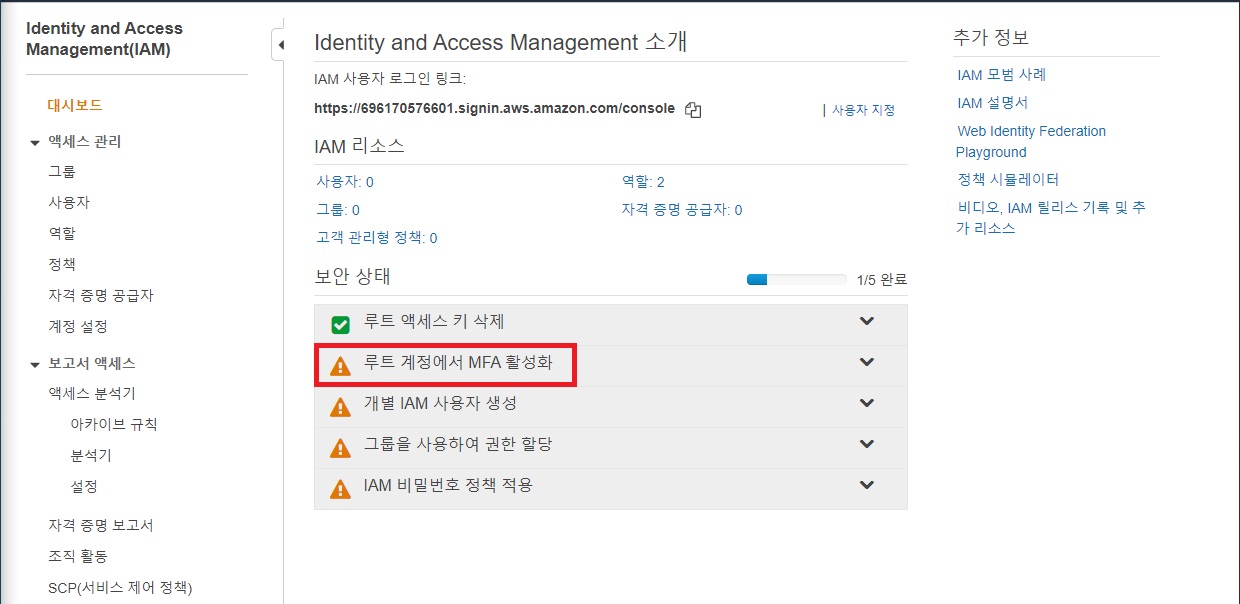 Identity and Access
Management(IAM)
대시보드
액세스 관리
그룹
사용자
역할
정책
자격 증명 공급자
계정 설정
보고서 액세스
액세스 분석기
아카이브 규칙
분석기
설정
자격 증명 보고서
조직 활동
SCP(서비스 제어 정책)
Identity and Access Management 소개
IAM 사용자 로그인 링크:
https://696170576601.signin.aws.amazon.com/console | 사용자 지정
IAM 리소스
사용자: 0 역할: 2
그룹: 0 자격 증명 공급자: 0
고객 관리형 정책: 0
보안 상태 1/5 완료
루트 액세스 키 삭제
루트 계정에서 MFA 활성화
개별 IAM 사용자 생성
그룹을 사용하여 권한 할당
IAM 비밀번호 정책 적용
추가 정보
IAM 모범 사례
IAM 설명서
Web Identity Federation
Playground
정책 시뮬레이터
비디오, IAM 릴리스 기록 및 추
가 리소스